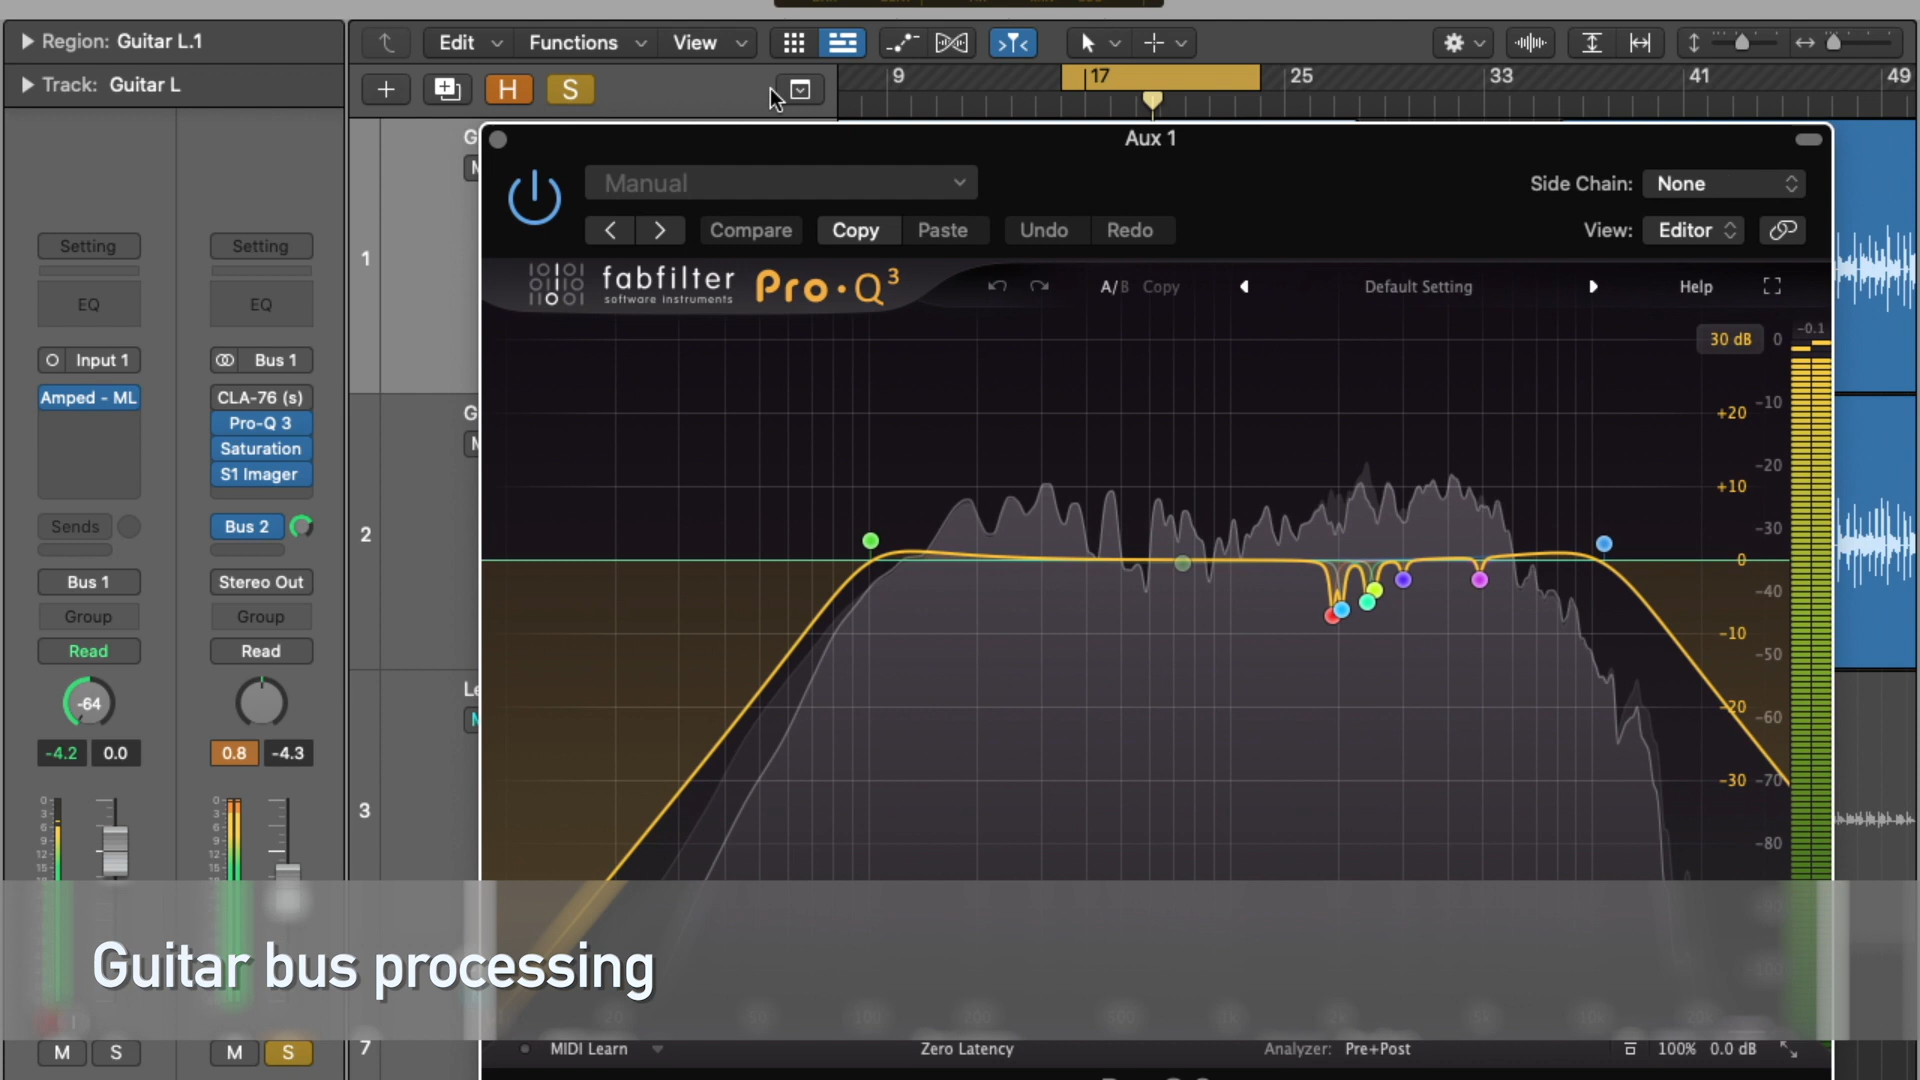 Region: Guitar L.1
Edit Functions View
Track: Guitar L
H S
9 17 25 33 41 49
Aux 1
Manual
Side Chain: None
Compare Copy Paste Undo Redo
View: Editor
fabfilter
software instruments
Pro·Q3
A/B Copy
Default Setting
Help
Setting Setting
EQ EQ
Input 1 Bus 1
Amped - ML
CLA-76 (s)
Pro-Q 3
Saturation
S1 Imager
Sends Bus 2
Bus 1 Stereo Out
Group Group
Read Read
-64
-4.2 0.0 0.8 -4.3
1
2
3
7
30 dB 0 -0.1
-10
+20
-20
+10
-30
0
-40
-10
-50
-20 -60
-30 -70
-80
Guitar bus processing
M S M S
MIDI Learn
Zero Latency
Analyzer: Pre+Post
100% 0.0 dB